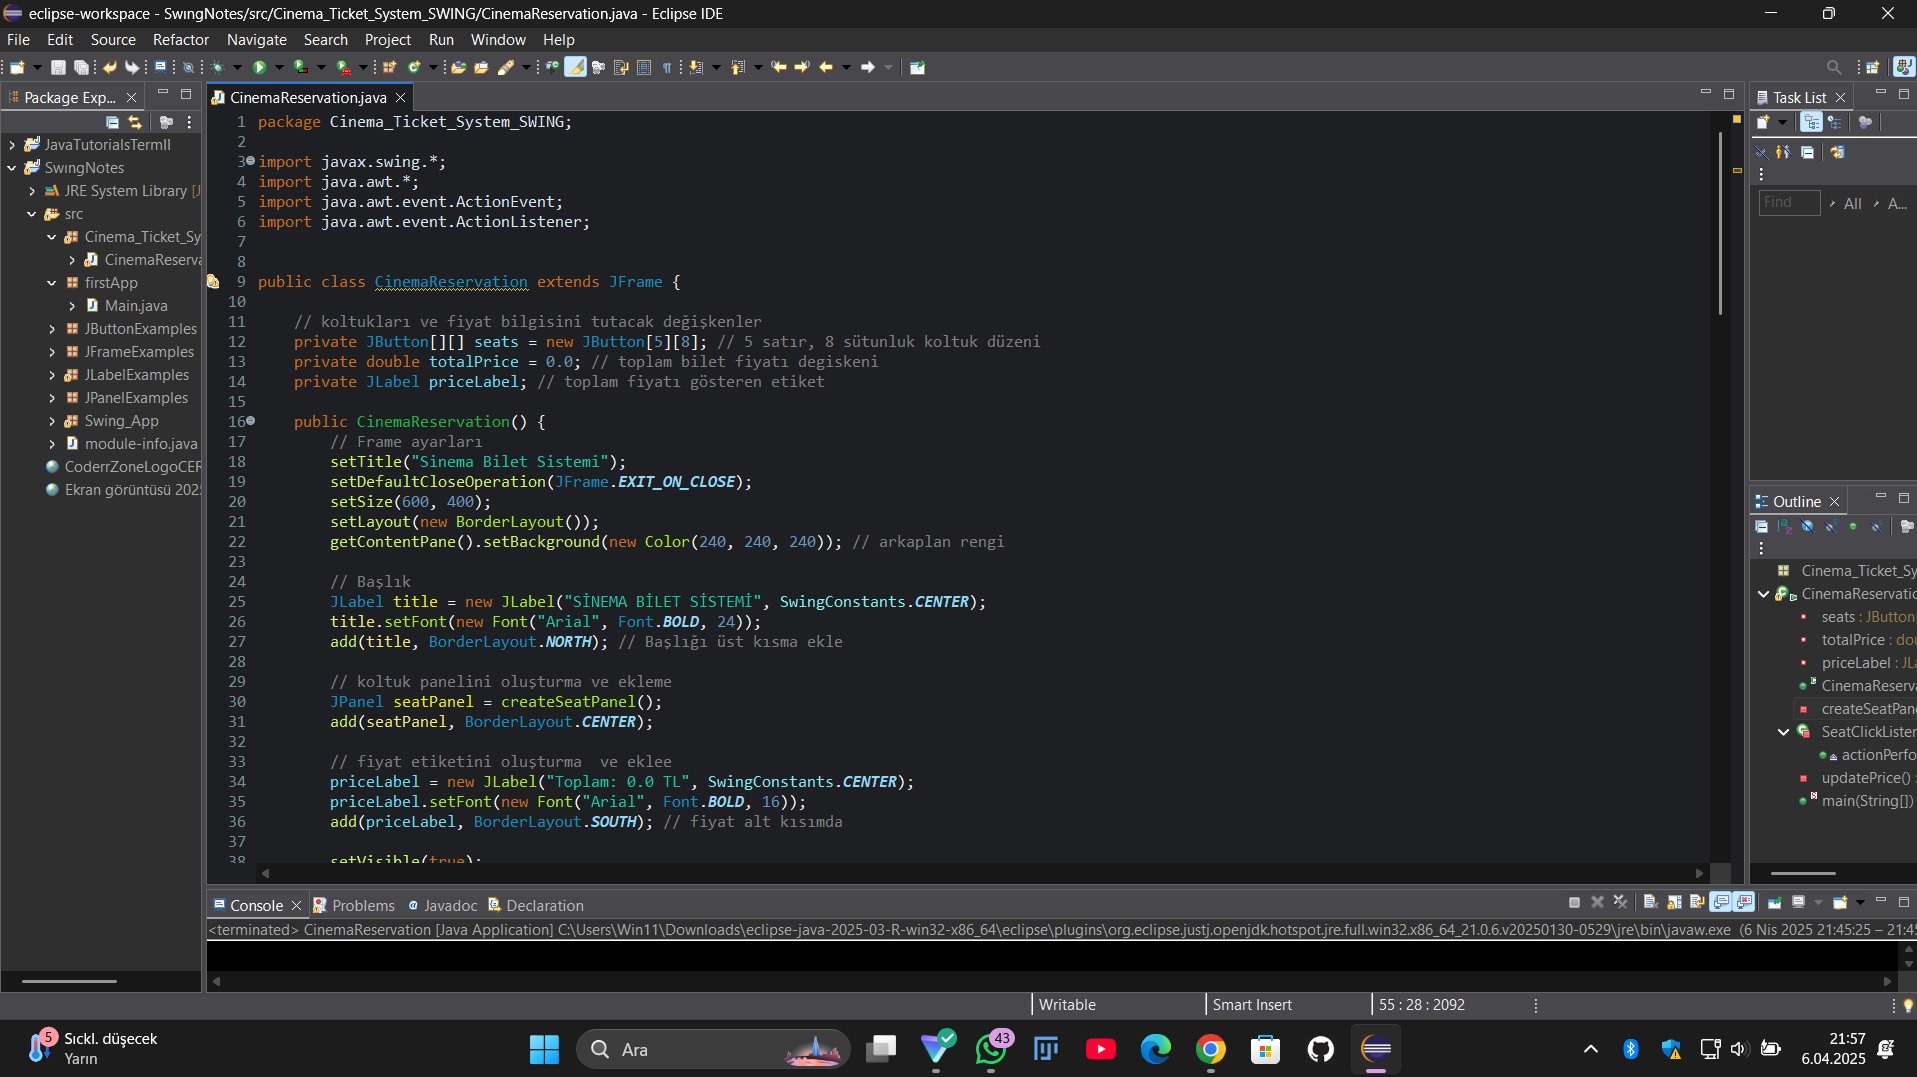 eclipse-workspace - SwingNotes/src/Cinema_Ticket_System_SWING/CinemaReservation.java - Eclipse IDE
File Edit Source Refactor Navigate Search Project Run Window Help
Package Exp...
JavaTutorialsTermII
SwingNotes
JRE System Library [J
src
Cinema_Ticket_Sy
CinemaReserva
firstApp
Main.java
JButtonExamples
JFrameExamples
JLabelExamples
JPanelExamples
Swing_App
module-info.java
CoderrZoneLogoCER
Ekran görüntüsü 202
CinemaReservation.java
1 package Cinema_Ticket_System_SWING;
2
3 import javax.swing.*;
4 import java.awt.*;
5 import java.awt.event.ActionEvent;
6 import java.awt.event.ActionListener;
7
8
9 public class CinemaReservation extends JFrame {
10
11 // koltukları ve fiyat bilgisini tutacak değişkenler
12 private JButton[][] seats = new JButton[5][8]; // 5 satır, 8 sütunluk koltuk düzeni
13 private double totalPrice = 0.0; // toplam bilet fiyatı degiskeni
14 private JLabel priceLabel; // toplam fiyatı gösteren etiket
15
16 public CinemaReservation() {
17 // Frame ayarları
18 setTitle("Sinema Bilet Sistemi");
19 setDefaultCloseOperation(JFrame.EXIT_ON_CLOSE);
20 setSize(600, 400);
21 setLayout(new BorderLayout());
22 getContentPane().setBackground(new Color(240, 240, 240)); // arkaplan rengi
23
24 // Başlık
25 JLabel title = new JLabel("SİNEMA BİLET SİSTEMİ", SwingConstants.CENTER);
26 title.setFont(new Font("Arial", Font.BOLD, 24));
27 add(title, BorderLayout.NORTH); // Başlığı üst kısma ekle
28
29 // koltuk panelini oluşturma ve ekleme
30 JPanel seatPanel = createSeatPanel();
31 add(seatPanel, BorderLayout.CENTER);
32
33 // fiyat etiketini oluşturma  ve eklee
34 priceLabel = new JLabel("Toplam: 0.0 TL", SwingConstants.CENTER);
35 priceLabel.setFont(new Font("Arial", Font.BOLD, 16));
36 add(priceLabel, BorderLayout.SOUTH); // fiyat alt kısımda
37
38 setVisible(true);
Task List
Find All A...
Outline
Cinema_Ticket_Sy
CinemaReservatio
seats : JButton
totalPrice : dou
priceLabel : JLa
CinemaReserva
createSeatPane
SeatClickListen
actionPerfo
updatePrice() :
main(String[])
Console Problems Javadoc Declaration
<terminated> CinemaReservation [Java Application] C:\Users\Win11\Downloads\eclipse-java-2025-03-R-win32-x86_64\eclipse\plugins\org.eclipse.justj.openjdk.hotspot.jre.full.win32.x86_64_21.0.6.v20250130-0529\jre\bin\javaw.exe (6 Nis 2025 21:45:25 – 21:45
Writable Smart Insert 55 : 28 : 2092
5 Sıckl. düşecek
Yarın
Ara
43
21:57
6.04.2025